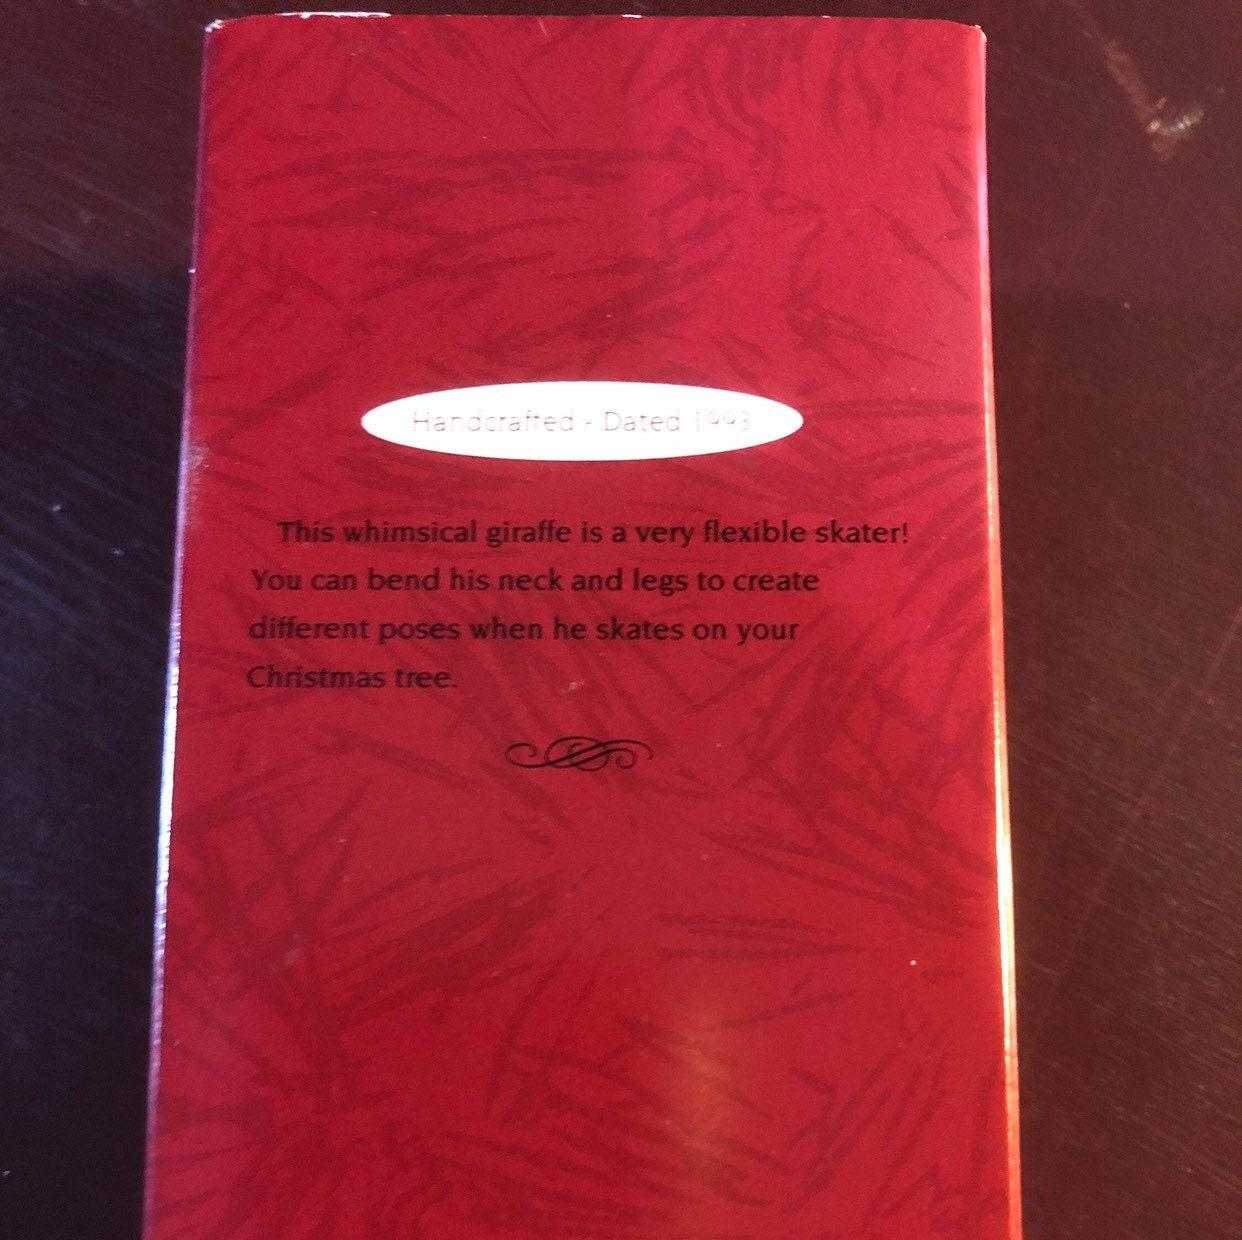 Handcrafted - Dated 1993
This whimsical giraffe is a very flexible skater!
You can bend his neck and legs to create
different poses when he skates on your
Christmas tree.